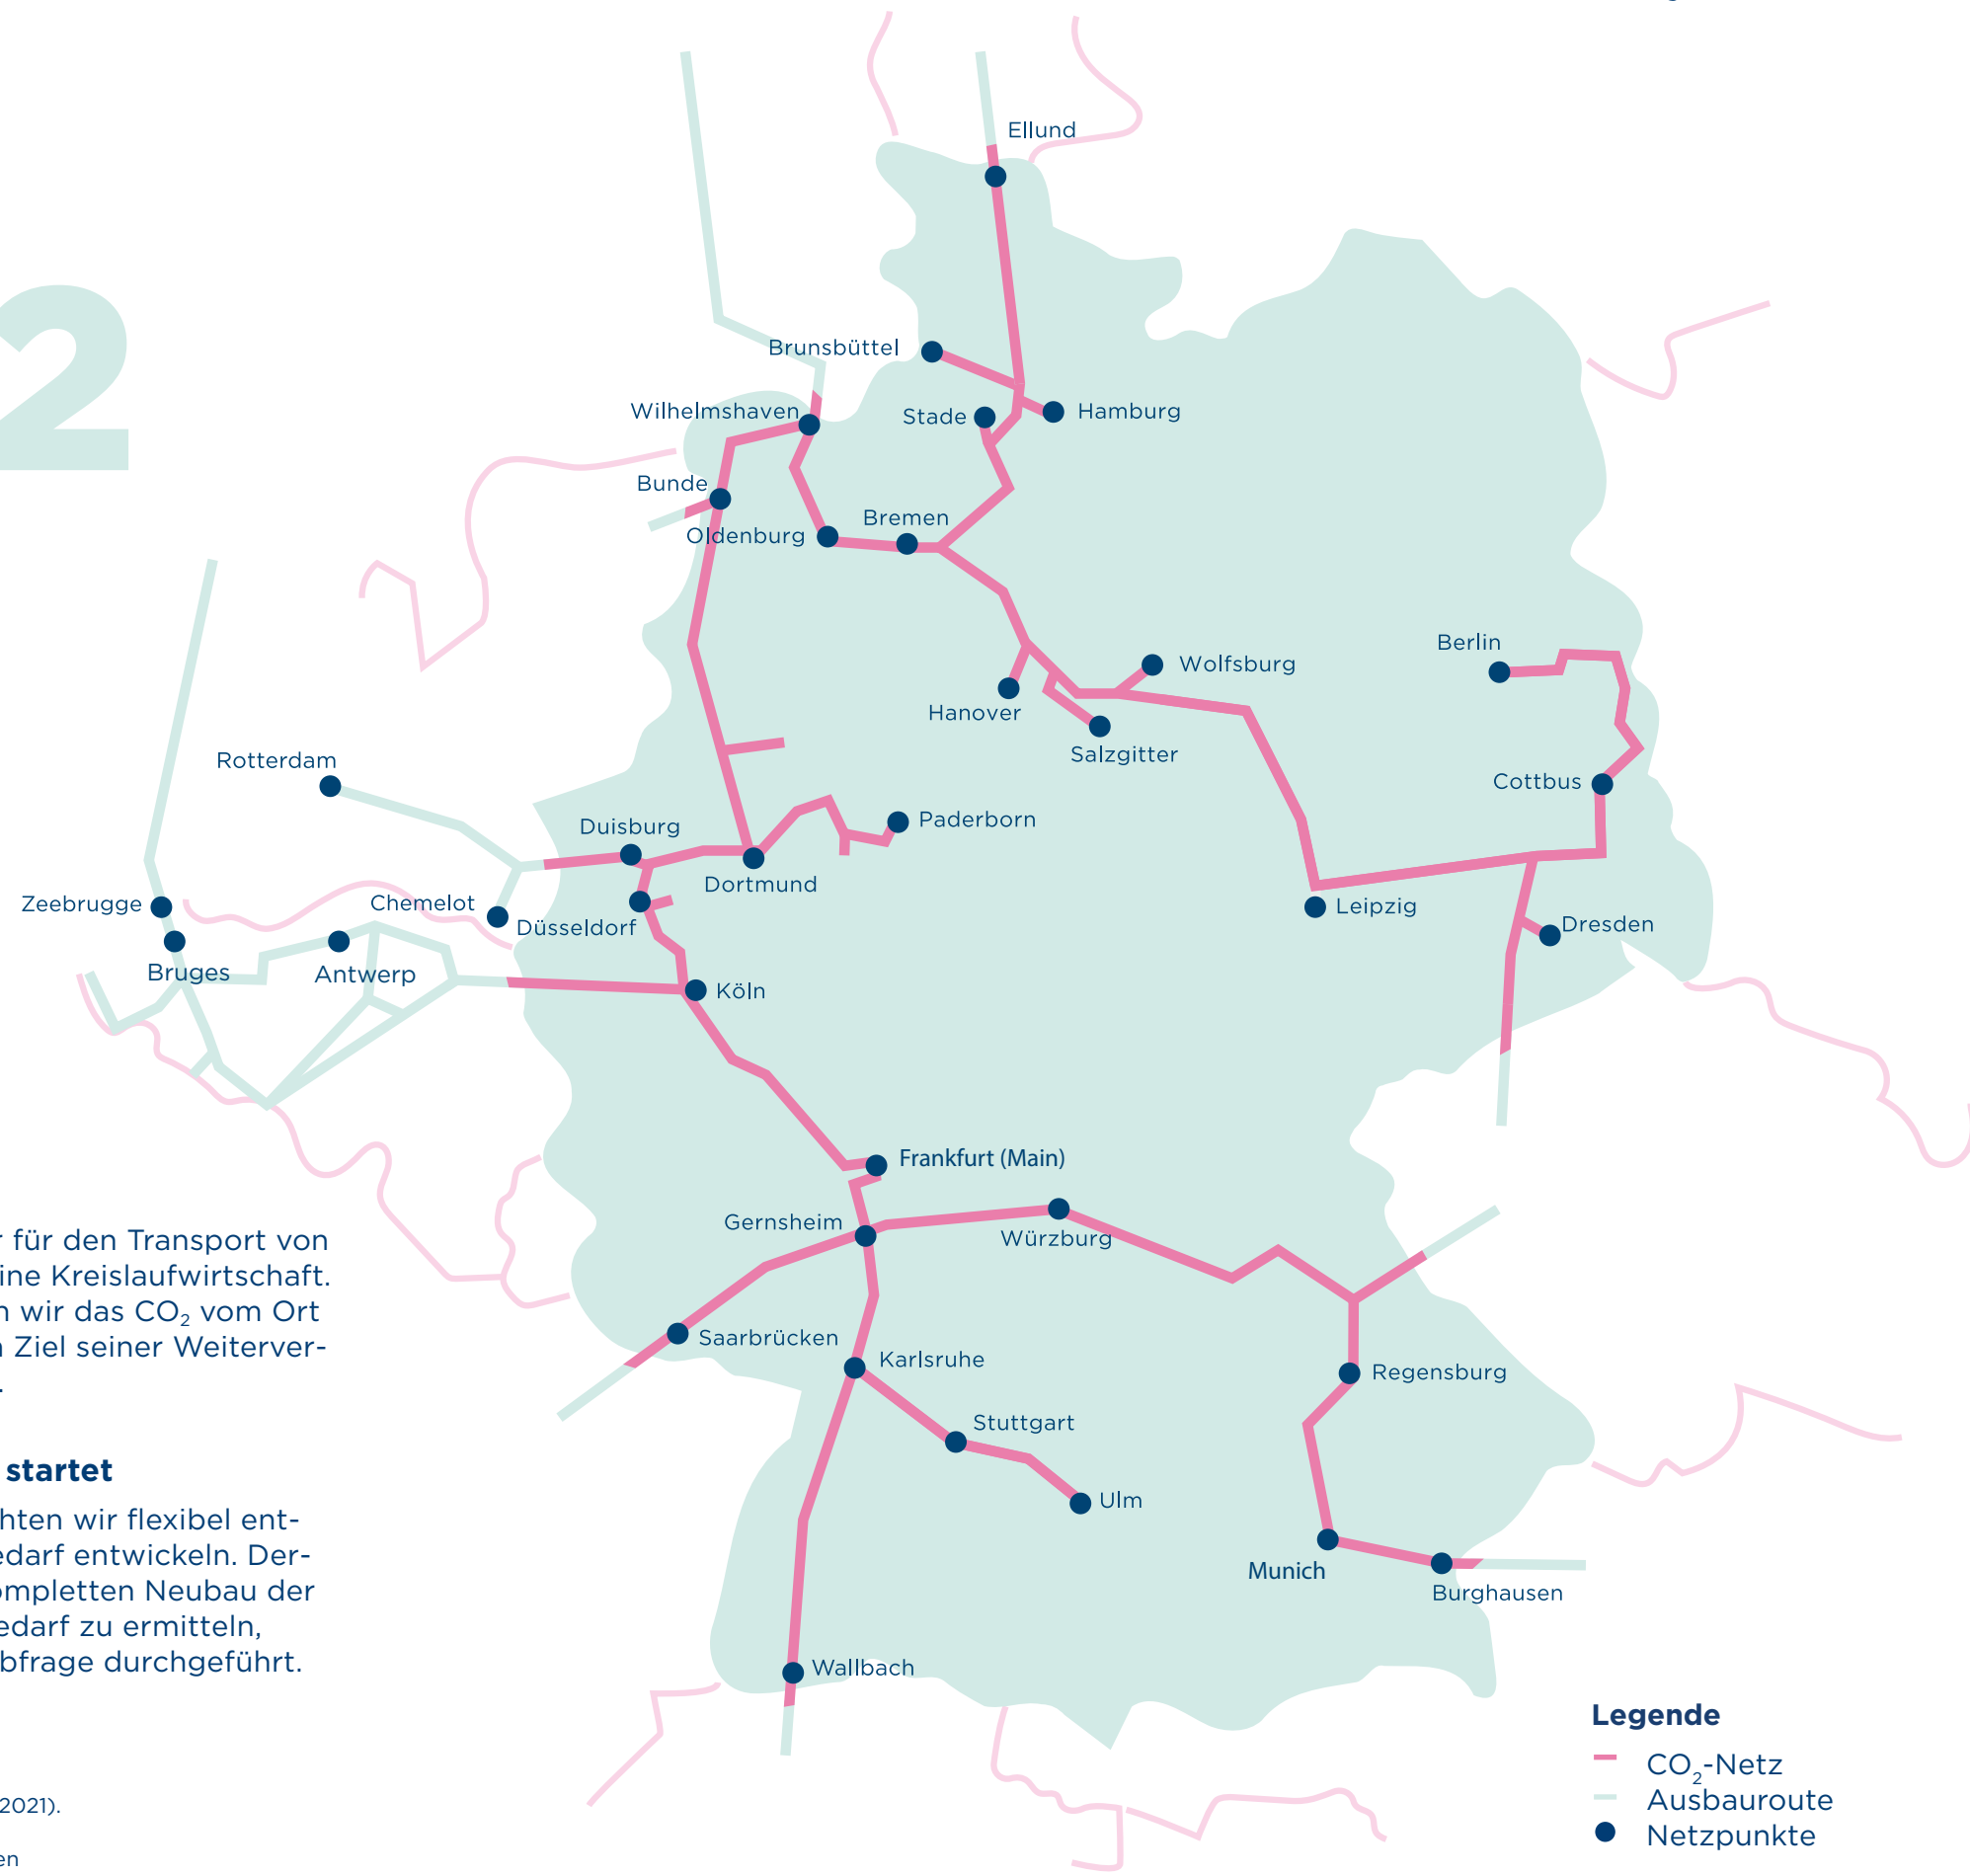 2
Ellund
Brunsbüttel
Wilhelmshaven
Stade
Hamburg
Bunde
Bremen
Oldenburg
Berlin
Wolfsburg
Hanover
Salzgitter
Rotterdam
Cottbus
Duisburg
Paderborn
Dortmund
Zeebrugge
Chemelot
Leipzig
Düsseldorf
Dresden
Bruges
Antwerp
Köln
Frankfurt (Main)
Gernsheim
Würzburg
Saarbrücken
Karlsruhe
Regensburg
Stuttgart
Ulm
Munich
Burghausen
Wallbach
r für den Transport von
ine Kreislaufwirtschaft.
n wir das CO₂ vom Ort
n Ziel seiner Weiterver-
.
startet
hten wir flexibel ent-
edarf entwickeln. Der-
ompletten Neubau der
edarf zu ermitteln,
bfrage durchgeführt.
2021).
en
Legende
CO₂-Netz
Ausbauroute
Netzpunkte